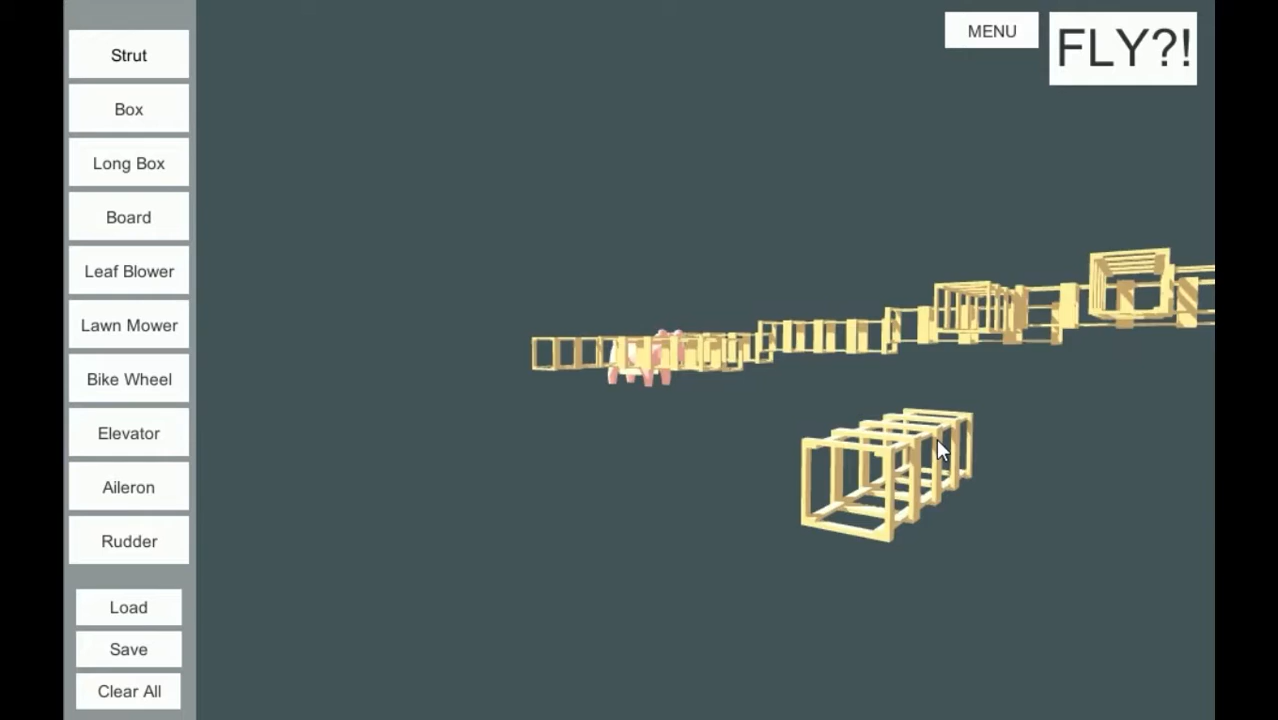 Strut
Box
Long Box
Board
Leaf Blower
Lawn Mower
Bike Wheel
Elevator
Aileron
Rudder
Load
Save
Clear All
MENU
FLY?!